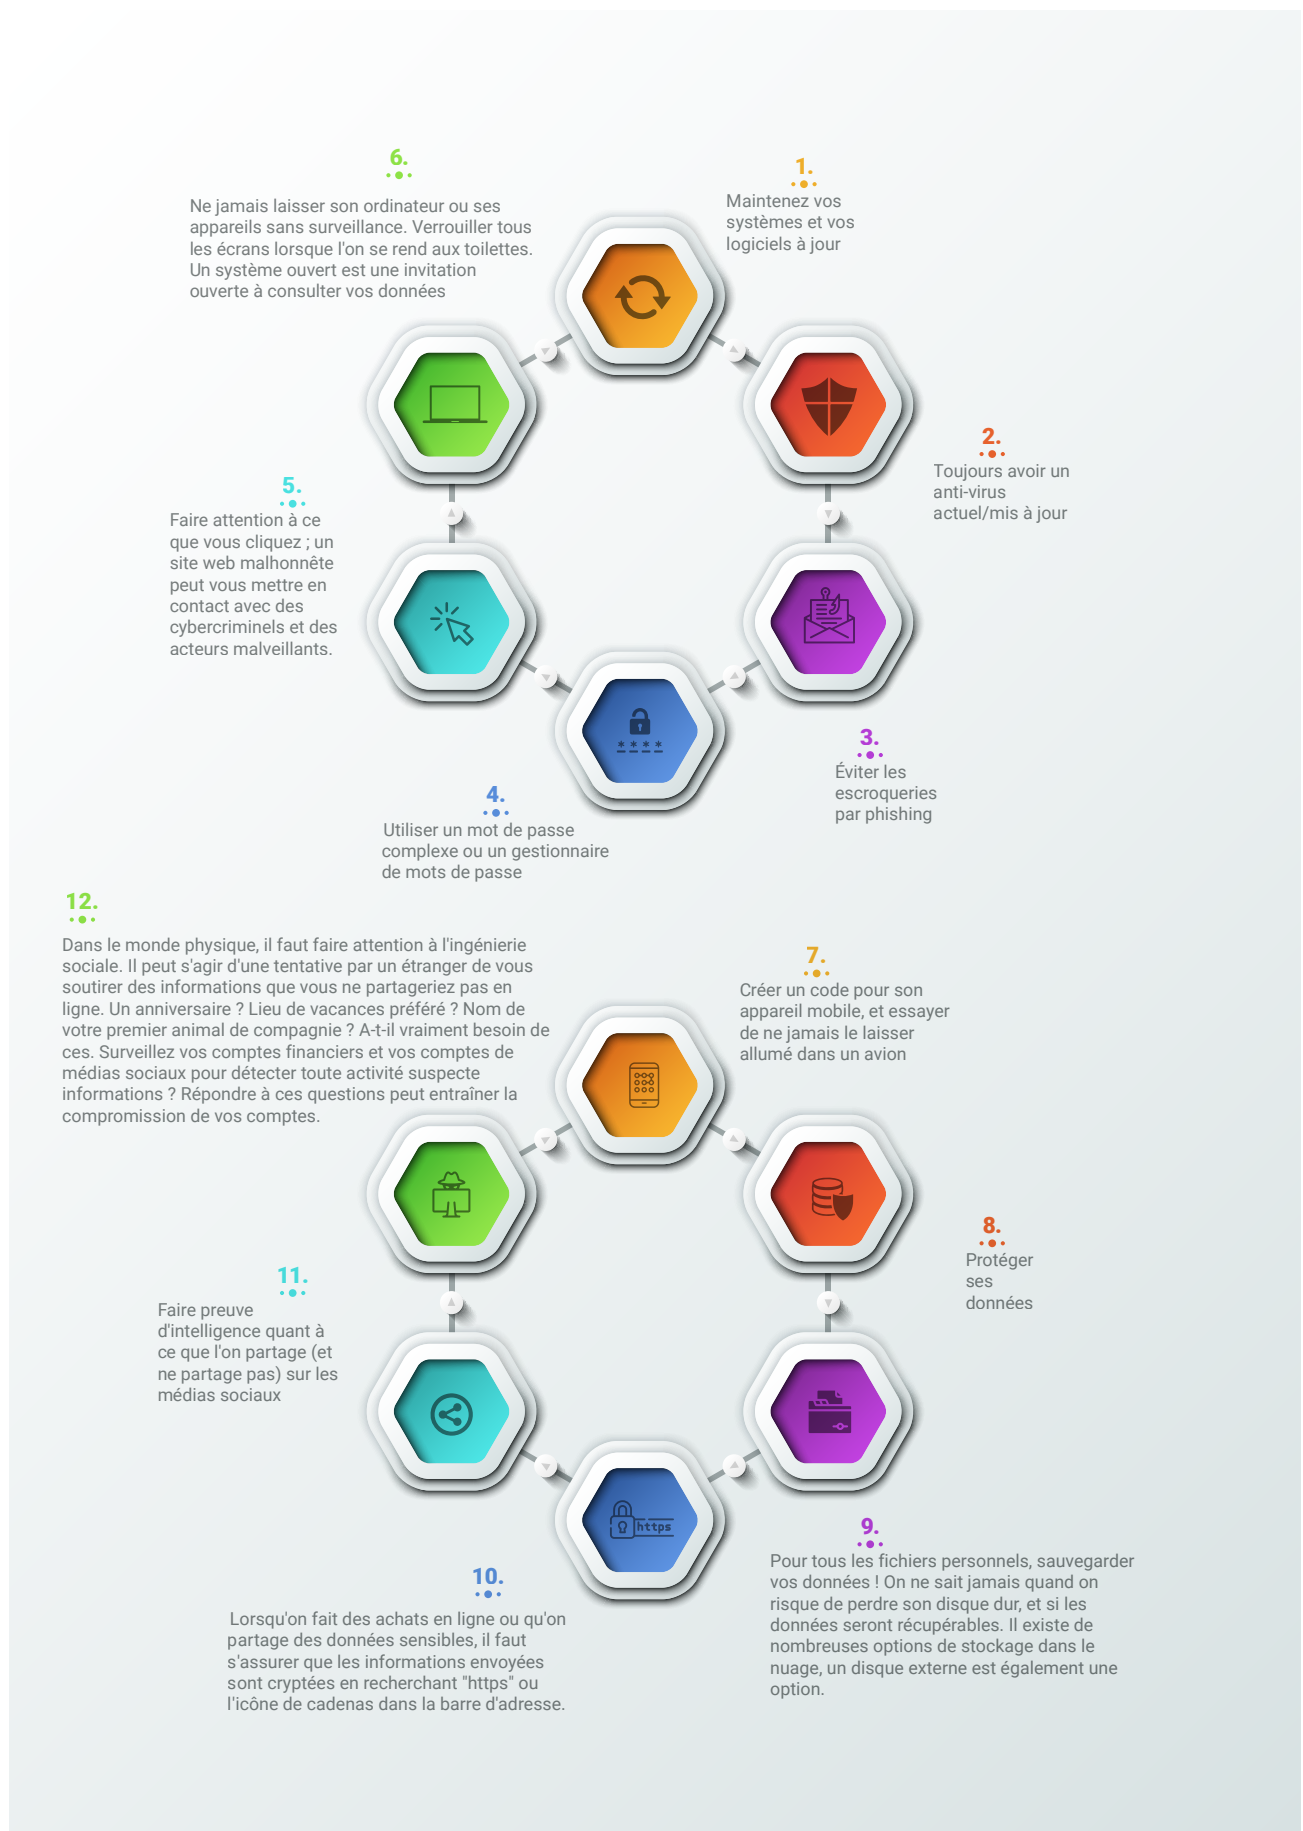 1.
Maintenez vos
systèmes et vos
logiciels à jour
2.
Toujours avoir un
anti-virus
actuel/mis à jour
3.
Éviter les
escroqueries
par phishing
4.
Utiliser un mot de passe
complexe ou un gestionnaire
de mots de passe
5.
Faire attention à ce
que vous cliquez ; un
site web malhonnête
peut vous mettre en
contact avec des
cybercriminels et des
acteurs malveillants.
6.
Ne jamais laisser son ordinateur ou ses
appareils sans surveillance. Verrouiller tous
les écrans lorsque l'on se rend aux toilettes.
Un système ouvert est une invitation
ouverte à consulter vos données
* * * *
7.
Créer un code pour son
appareil mobile, et essayer
de ne jamais le laisser
allumé dans un avion
8.
Protéger
ses
données
9.
Pour tous les fichiers personnels, sauvegarder
vos données ! On ne sait jamais quand on
risque de perdre son disque dur, et si les
données seront récupérables. Il existe de
nombreuses options de stockage dans le
nuage, un disque externe est également une
option.
https
10.
Lorsqu'on fait des achats en ligne ou qu'on
partage des données sensibles, il faut
s'assurer que les informations envoyées
sont cryptées en recherchant "https" ou
l'icône de cadenas dans la barre d'adresse.
11.
Faire preuve
d'intelligence quant à
ce que l'on partage (et
ne partage pas) sur les
médias sociaux
12.
Dans le monde physique, il faut faire attention à l'ingénierie
sociale. Il peut s'agir d'une tentative par un étranger de vous
soutirer des informations que vous ne partageriez pas en
ligne. Un anniversaire ? Lieu de vacances préféré ? Nom de
votre premier animal de compagnie ? A-t-il vraiment besoin de
ces. Surveillez vos comptes financiers et vos comptes de
médias sociaux pour détecter toute activité suspecte
informations ? Répondre à ces questions peut entraîner la
compromission de vos comptes.